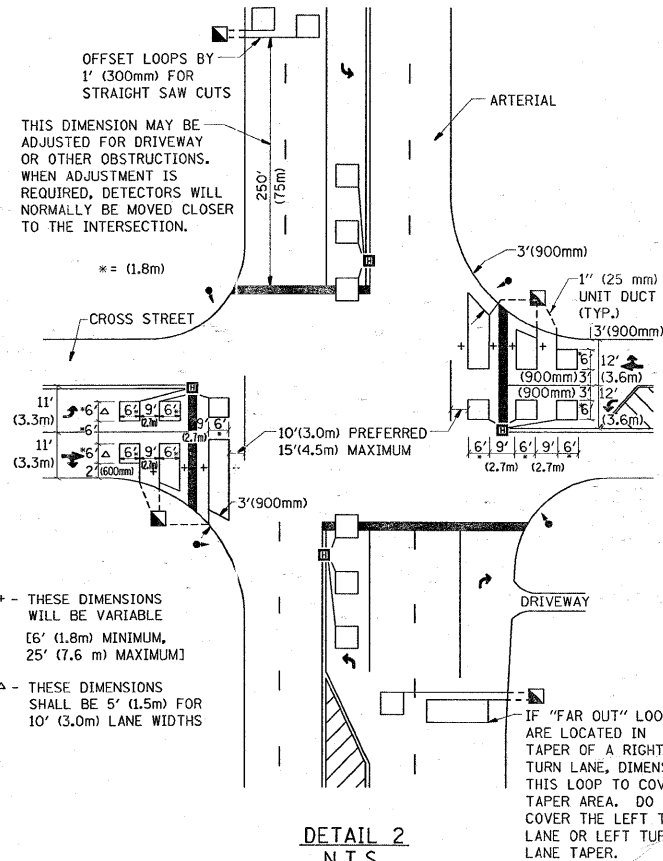 OFFSET LOOPS BY
1' (300mm) FOR
STRAIGHT SAW CUTS
ARTERIAL
THIS DIMENSION MAY BE
ADJUSTED FOR DRIVEWAY
OR OTHER OBSTRUCTIONS.
WHEN ADJUSTMENT IS
REQUIRED, DETECTORS WILL
NORMALLY BE MOVED CLOSER
TO THE INTERSECTION.
250'
(75m)
* = (1.8m)
3'(900mm)
1" (25 mm)
UNIT DUCT
(TYP.)
CROSS STREET
H
H
3'(900mm)
+ + +
*6'
12'
(3.6m)
(900mm)3'
(900mm)3'
*6'
12'
(3.6m)
H
6' 9' 6' 9' 6'
* (2.7m) * (2.7m) *
11'
(3.3m)
*6' △ 6' 9' 6'
(2.7m)
*6'
9' 6'
(2.7m) *
11'
(3.3m)
*6' △ 6' 9' 6'
(2.7m)
2' (600mm) + + +
10'(3.0m) PREFERRED
15'(4.5m) MAXIMUM
3'(900mm)
H
DRIVEWAY
+ - THESE DIMENSIONS
WILL BE VARIABLE
[6' (1.8m) MINIMUM,
25' (7.6 m) MAXIMUM]
△ - THESE DIMENSIONS
SHALL BE 5' (1.5m) FOR
10' (3.0m) LANE WIDTHS
IF "FAR OUT" LOO
ARE LOCATED IN
TAPER OF A RIGHT
TURN LANE, DIMENS
THIS LOOP TO COV
TAPER AREA. DO
COVER THE LEFT T
LANE OR LEFT TUR
LANE TAPER.
DETAIL 2
N.T.S.